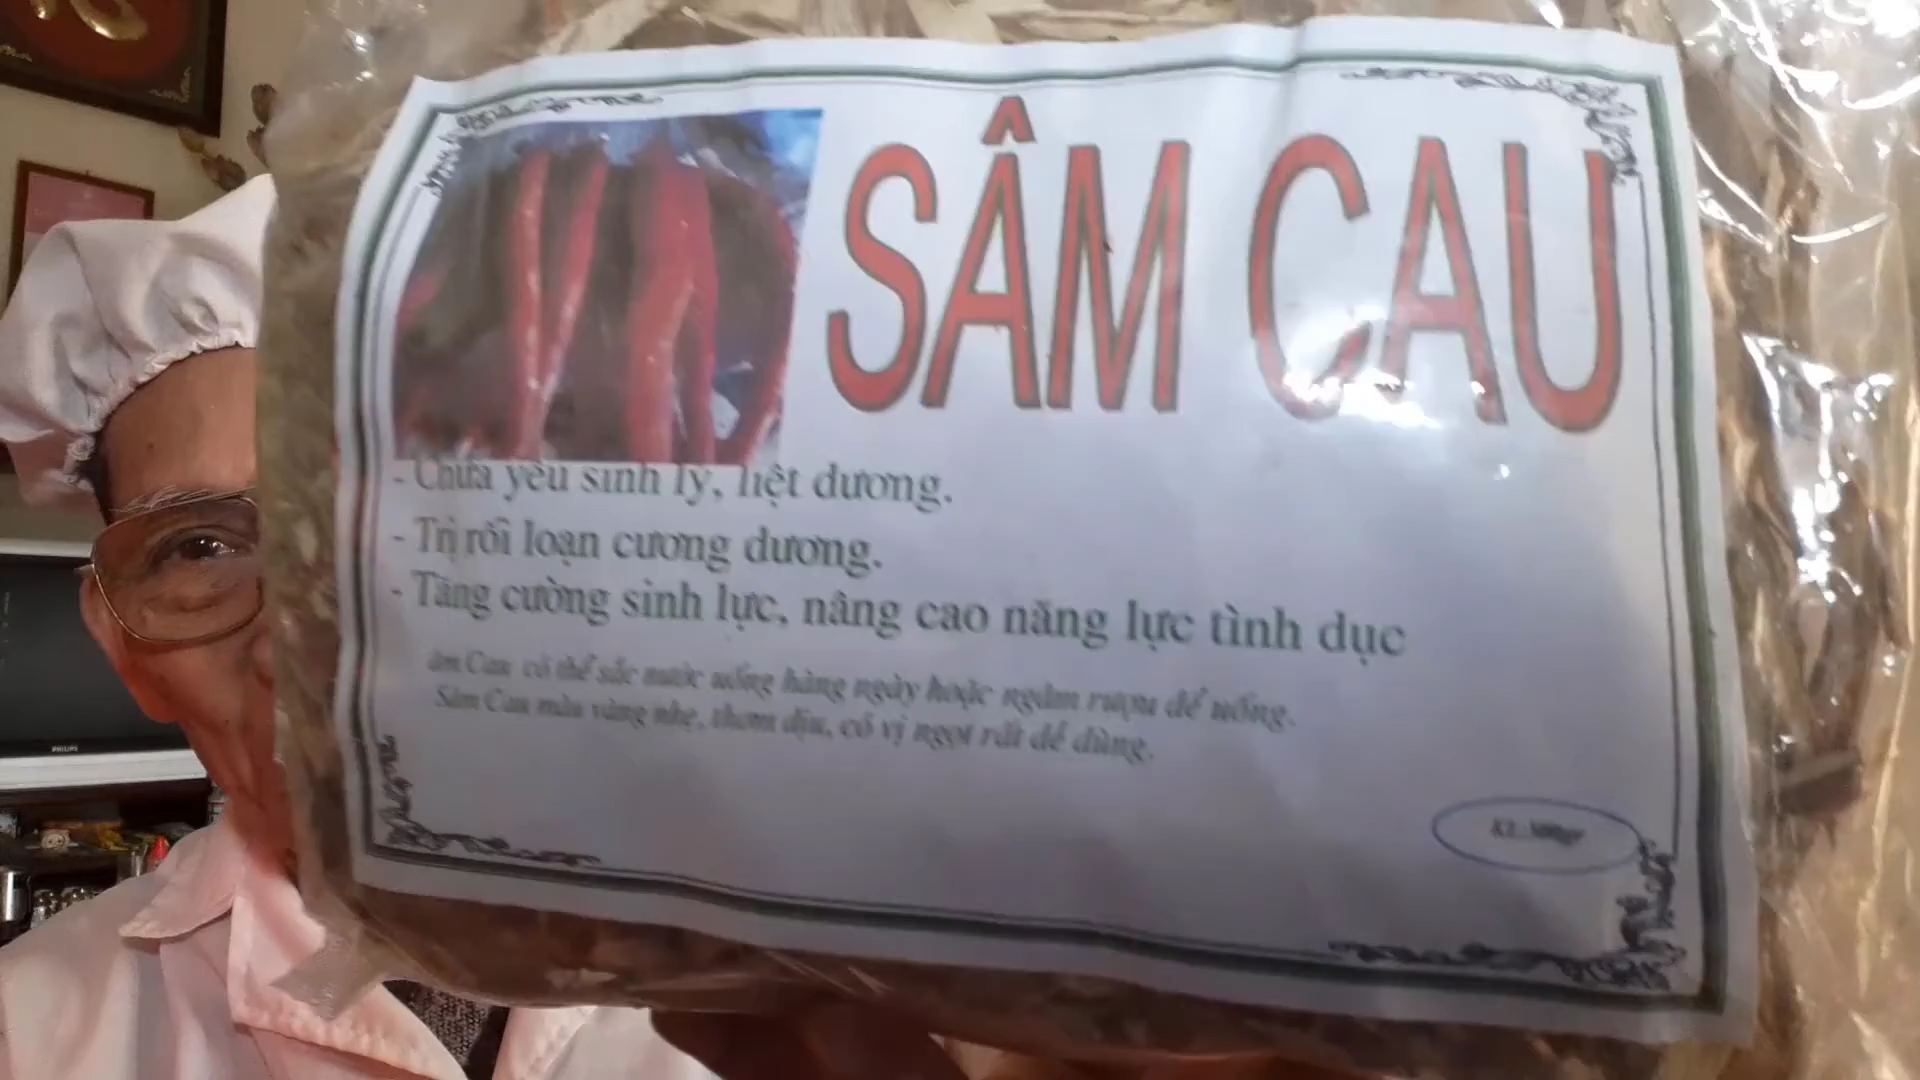 SÂM CAU
- Chữa yếu sinh lý, liệt dương.
- Trị rối loạn cương dương.
- Tăng cường sinh lực, nâng cao năng lực tình dục
âm Cau có thể sắc nước uống hàng ngày hoặc ngâm rượu để uống.
Sâm Cau màu vàng nhẹ, thơm dịu, có vị ngọt rất dễ dùng.
PHILIPS